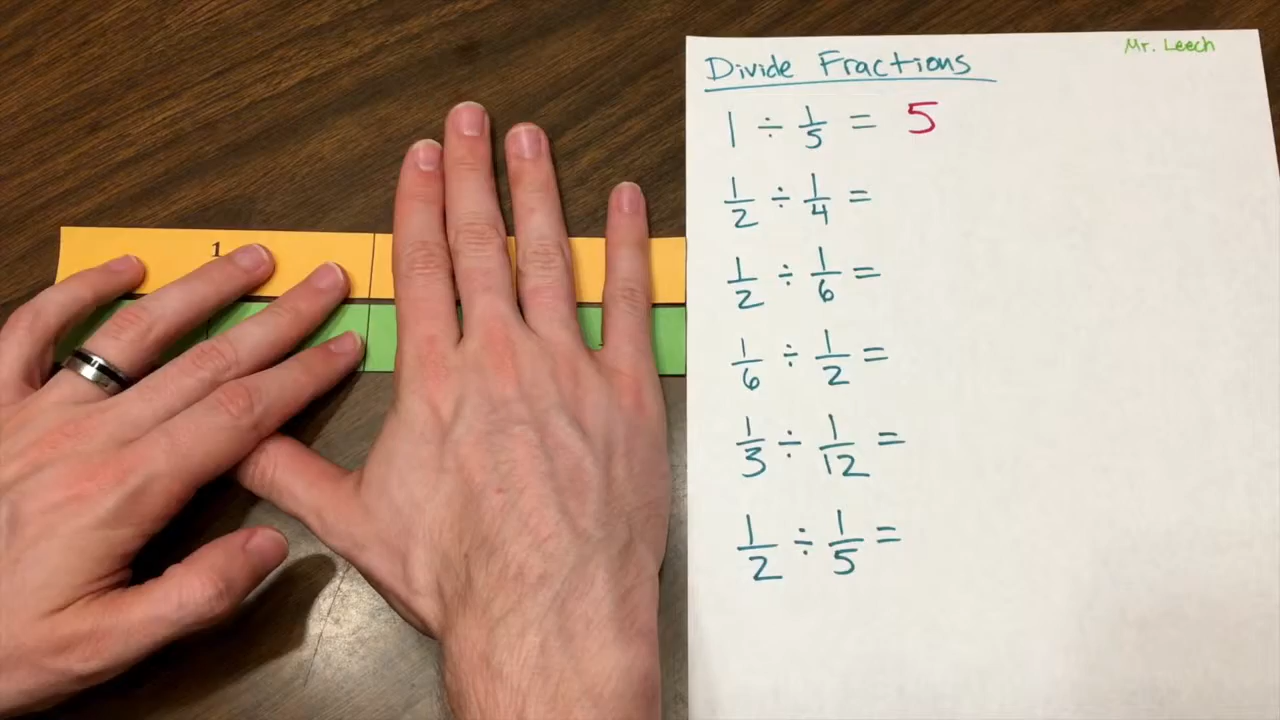 Mr. Leech
Divide Fractions
1 ÷ 1/5 = 5
1/2 ÷ 1/4 =
1/2 ÷ 1/6 =
1/6 ÷ 1/2 =
1/3 ÷ 1/12 =
1/2 ÷ 1/5 =
1